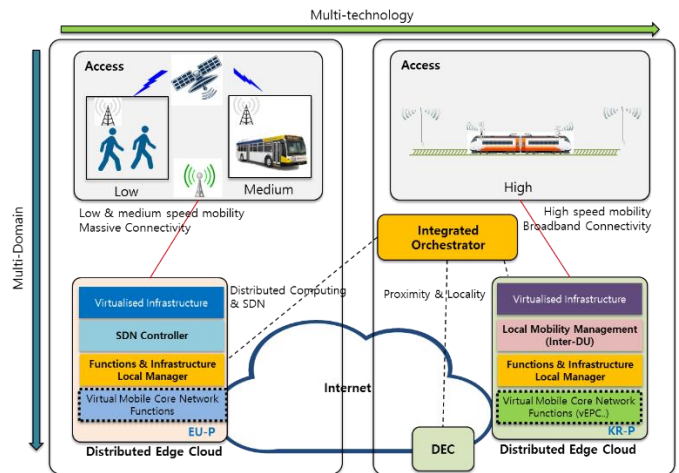 Multi-technology
Multi-Domain
Access
Low
Medium
Low & medium speed mobility
Massive Connectivity
Access
High
High speed mobility
Broadband Connectivity
Integrated
Orchestrator
Distributed Computing
& SDN
Proximity & Locality
Virtualised Infrastructure
SDN Controller
Functions & Infrastructure
Local Manager
Virtual Mobile Core Network
Functions
EU-P
Distributed Edge Cloud
Internet
DEC
Virtualised Infrastructure
Local Mobility Management
(Inter-DU)
Functions & Infrastructure
Local Manager
Virtual Mobile Core Network
Functions (vEPC..)
KR-P
Distributed Edge Cloud